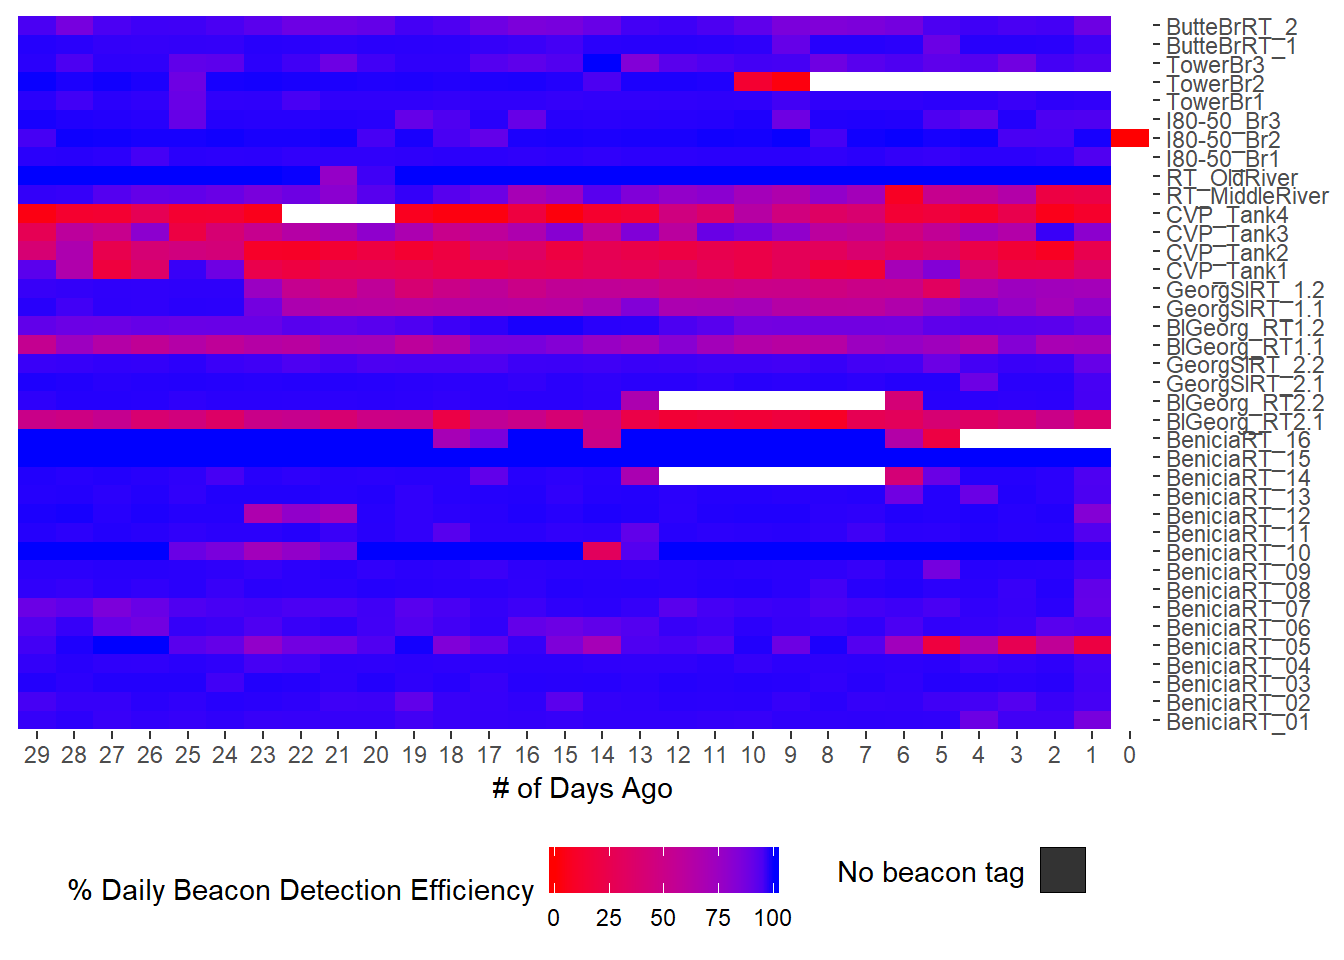 ButteBrRT_2
ButteBrRT_1
TowerBr3
TowerBr2
TowerBr1
I80-50_Br3
I80-50_Br2
I80-50_Br1
RT_OldRiver
RT_MiddleRiver
CVP_Tank4
CVP_Tank3
CVP_Tank2
CVP_Tank1
GeorgSlRT_1.2
GeorgSlRT_1.1
BlGeorg_RT1.2
BlGeorg_RT1.1
GeorgSlRT_2.2
GeorgSlRT_2.1
BlGeorg_RT2.2
BlGeorg_RT2.1
BeniciaRT_16
BeniciaRT_15
BeniciaRT_14
BeniciaRT_13
BeniciaRT_12
BeniciaRT_11
BeniciaRT_10
BeniciaRT_09
BeniciaRT_08
BeniciaRT_07
BeniciaRT_06
BeniciaRT_05
BeniciaRT_04
BeniciaRT_03
BeniciaRT_02
BeniciaRT_01
29 28 27 26 25 24 23 22 21 20 19 18 17 16 15 14 13 12 11 10 9 8 7 6 5 4 3 2 1 0
# of Days Ago
% Daily Beacon Detection Efficiency
0 25 50 75 100
No beacon tag